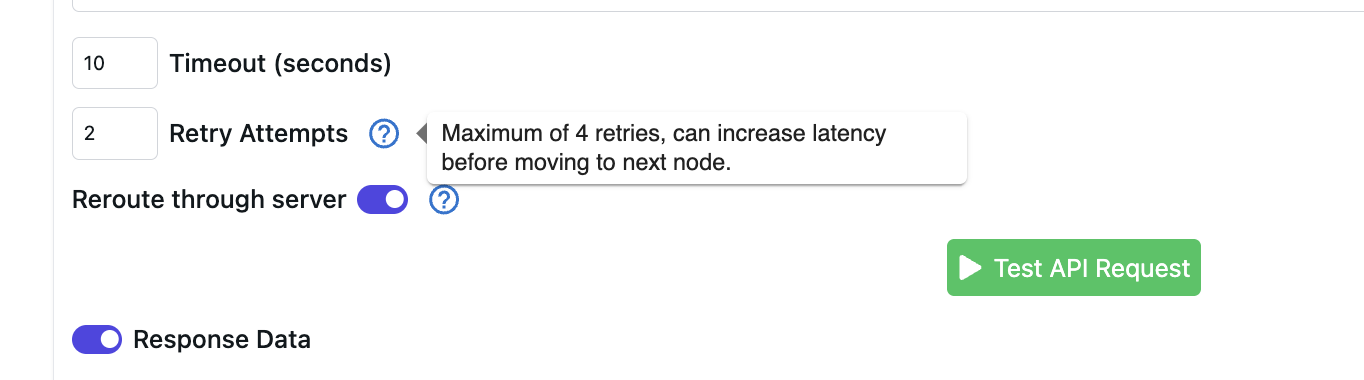 10 Timeout (seconds)
2 Retry Attempts ? Maximum of 4 retries, can increase latency
before moving to next node.
Reroute through server ?
Test API Request
Response Data